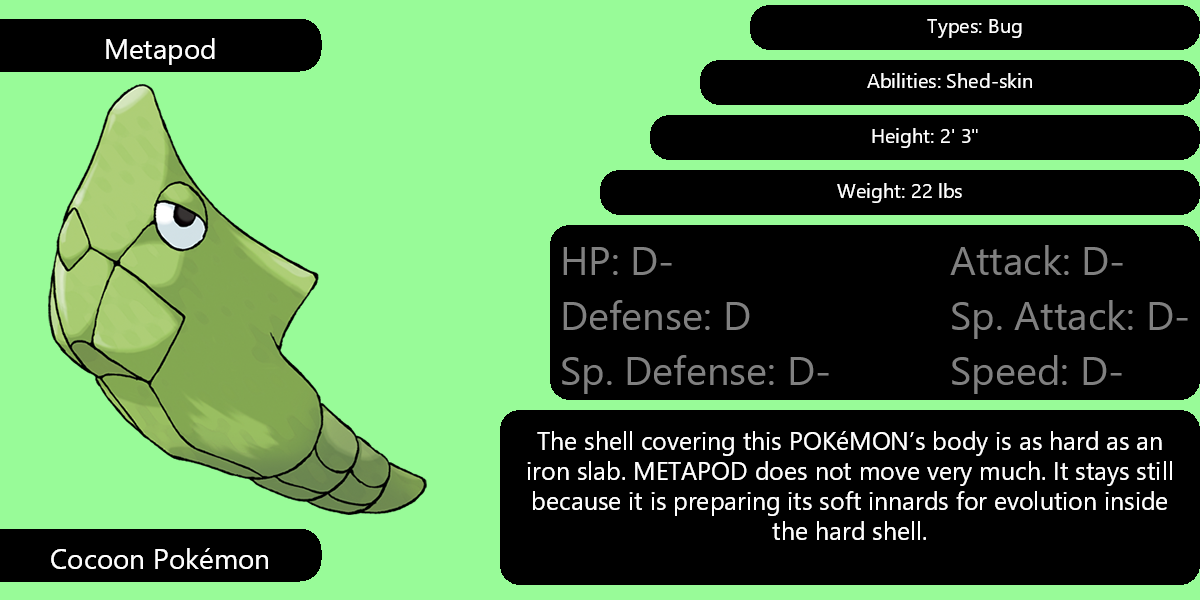 Metapod
Types: Bug
Abilities: Shed-skin
Height: 2' 3"
Weight: 22 lbs
HP: D-
Attack: D-
Defense: D
Sp. Attack: D-
Sp. Defense: D-
Speed: D-
The shell covering this POKéMON’s body is as hard as an
iron slab. METAPOD does not move very much. It stays still
because it is preparing its soft innards for evolution inside
the hard shell.
Cocoon Pokémon